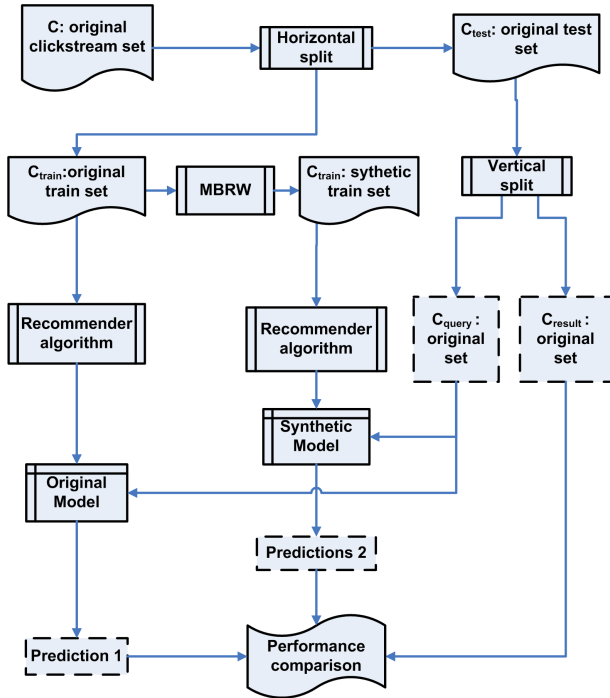 C: original
clickstream set
Horizontal
split
Ctest: original test
set
Ctrain:original
train set
MBRW
Ctrain: sythetic
train set
Vertical
split
Recommender
algorithm
Recommender
algorithm
Cquery :
original
set
Cresult :
original
set
Synthetic
Model
Original
Model
Predictions 2
Prediction 1
Performance
comparison